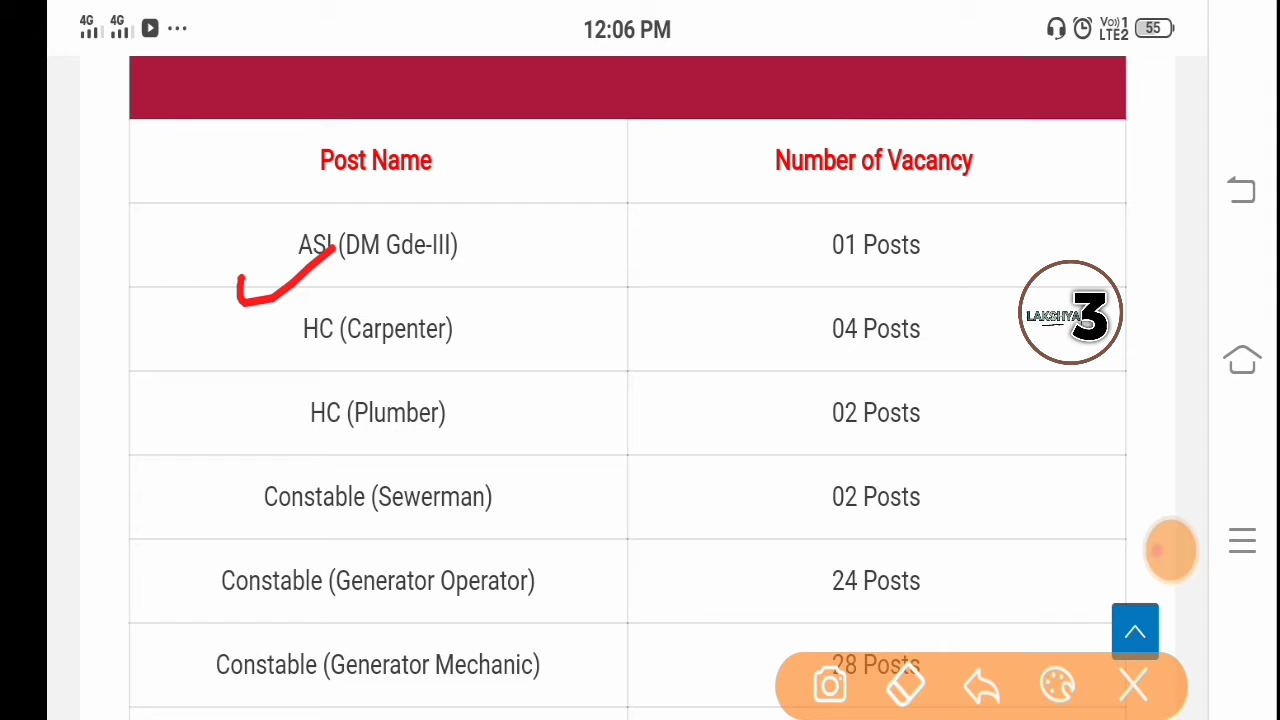 4G 4G ... 12:06 PM Vo)) 1 LTE2 55
Post Name Number of Vacancy
ASI (DM Gde-III) 01 Posts
HC (Carpenter) 04 Posts
LAKSHYA 3
HC (Plumber) 02 Posts
Constable (Sewerman) 02 Posts
Constable (Generator Operator) 24 Posts
Constable (Generator Mechanic) 28 Posts